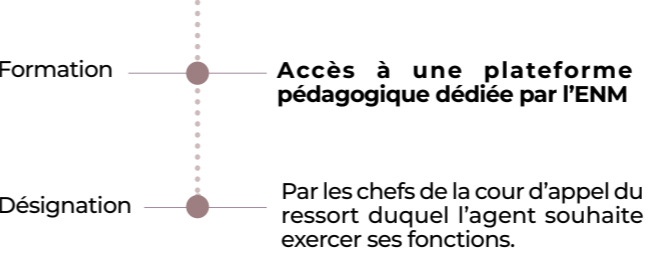 Formation
Accès à une plateforme
pédagogique dédiée par l'ENM
Désignation
Par les chefs de la cour d'appel du
ressort duquel l'agent souhaite
exercer ses fonctions.